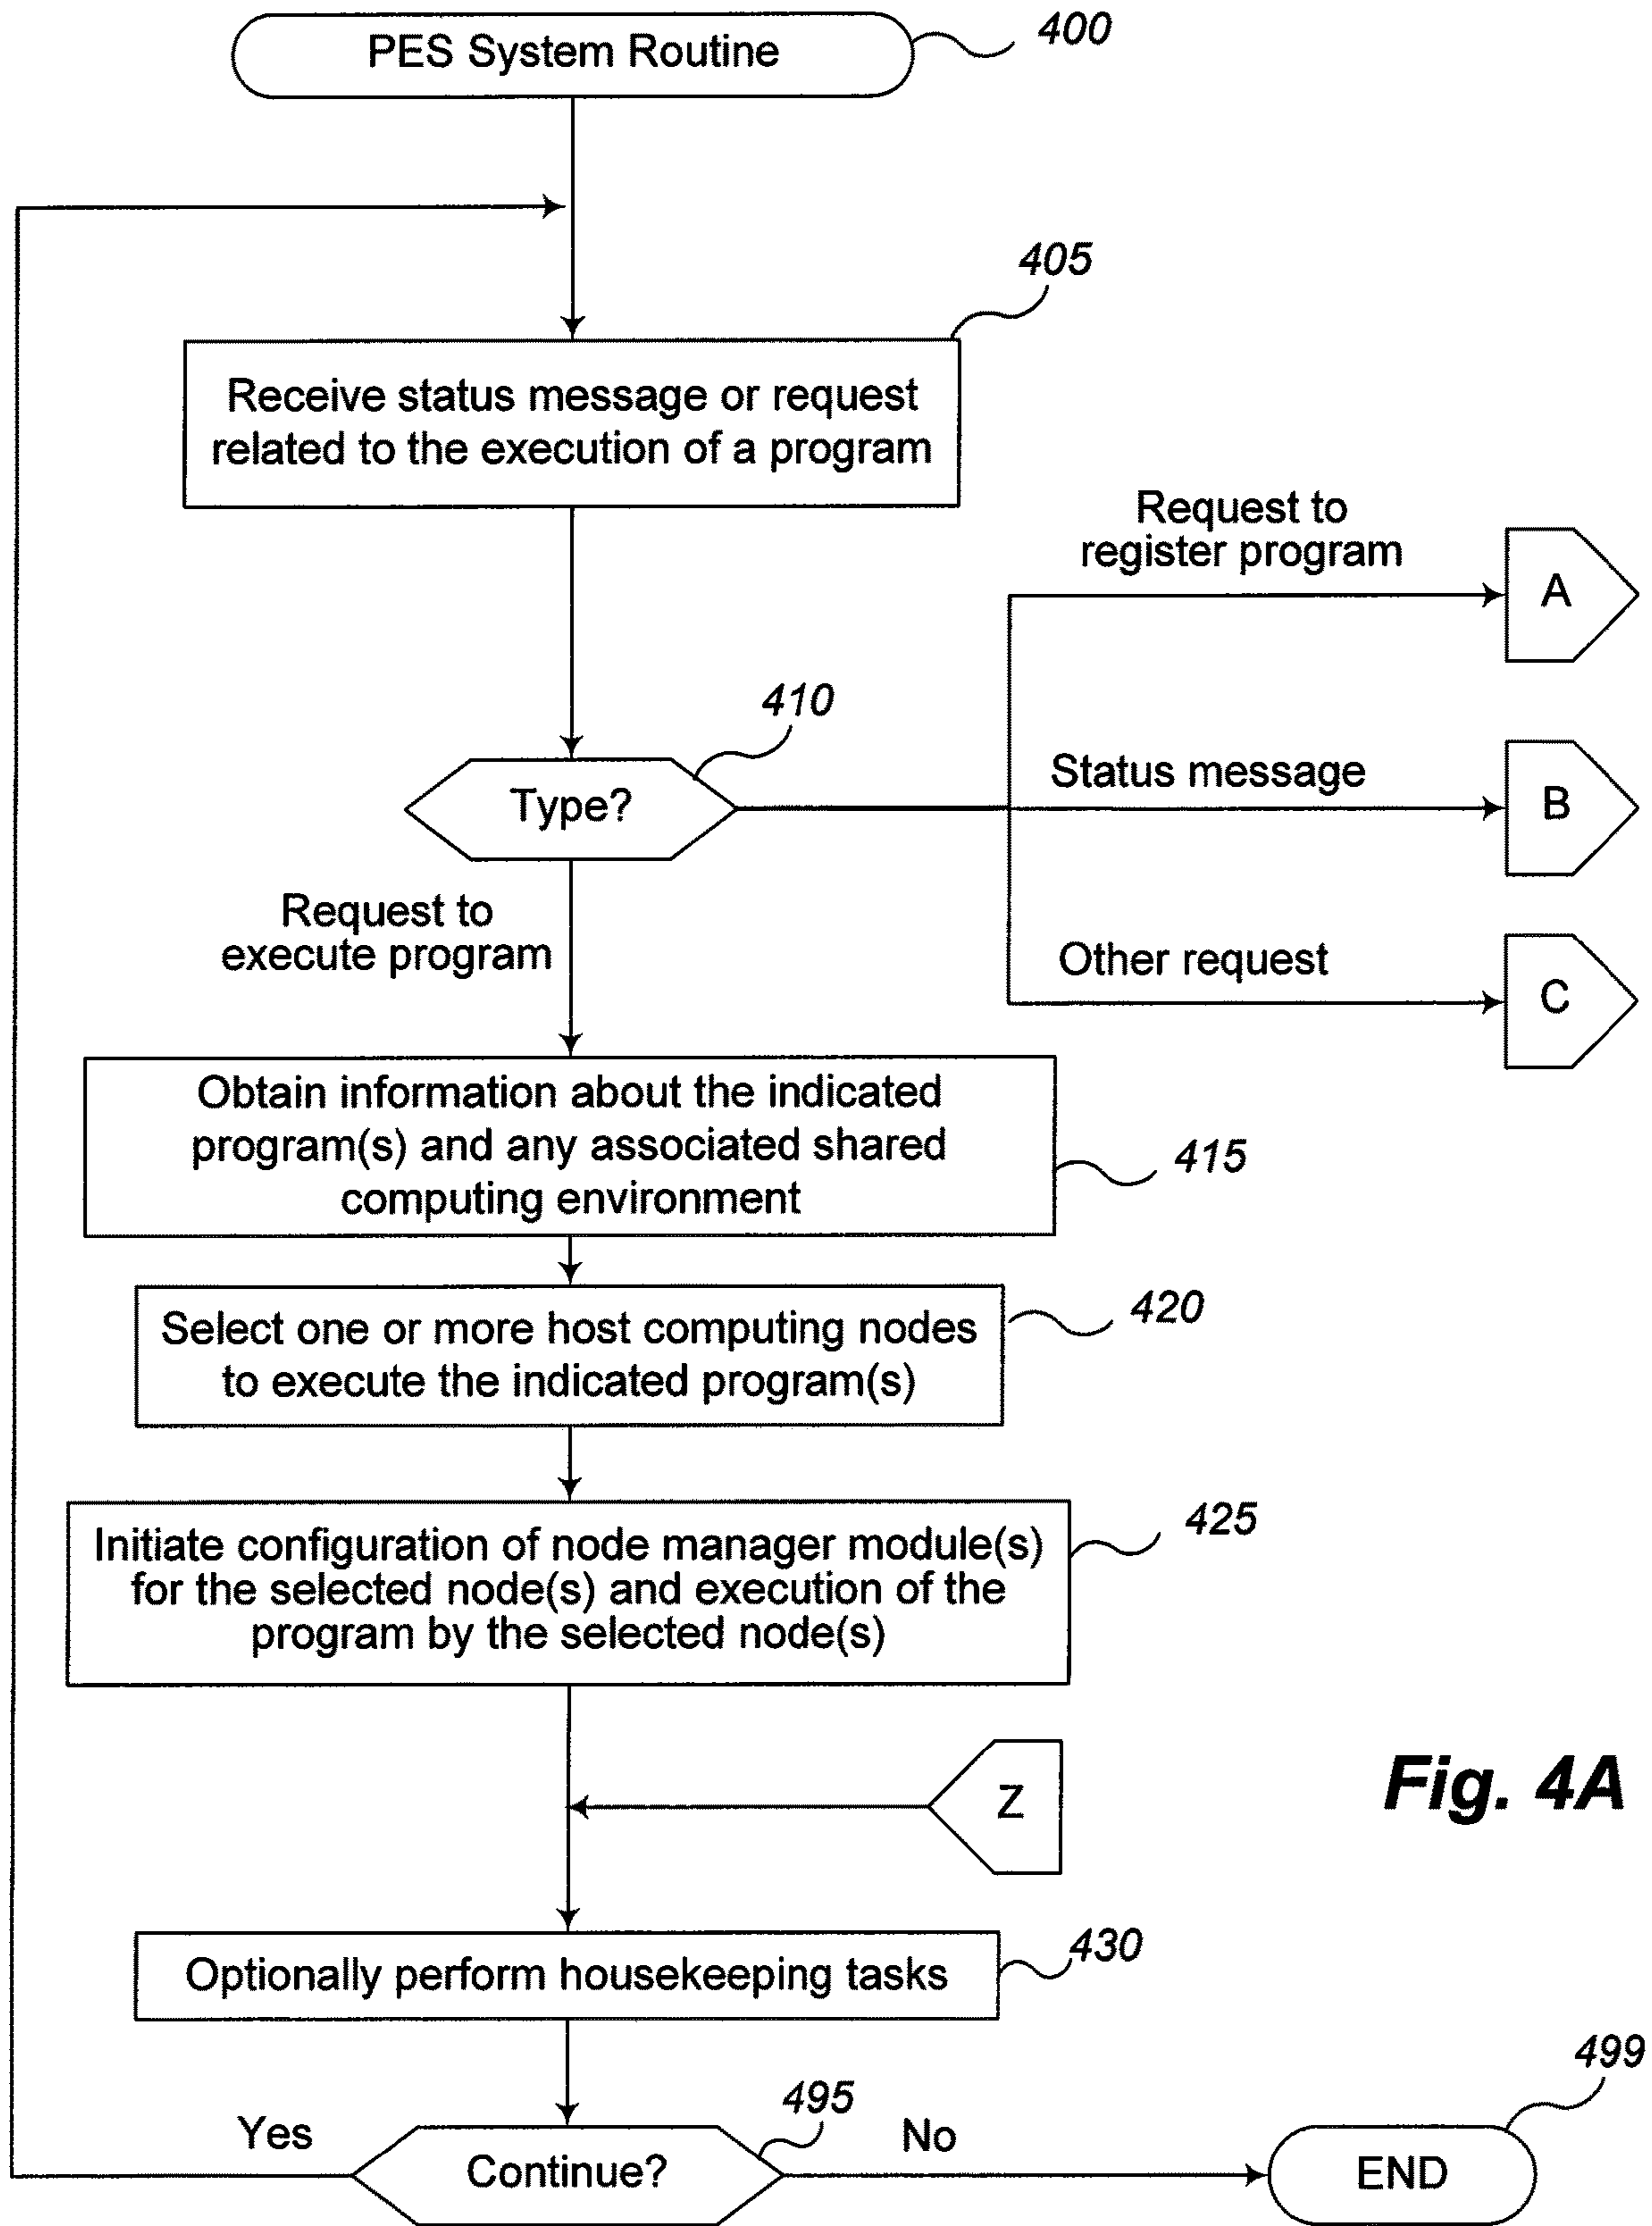 PES System Routine
400
405
Receive status message or request
related to the execution of a program
Request to
register program
A
410
Type?
Status message
B
Request to
execute program
Other request
C
Obtain information about the indicated
program(s) and any associated shared
computing environment
415
420
Select one or more host computing nodes
to execute the indicated program(s)
425
Initiate configuration of node manager module(s)
for the selected node(s) and execution of the
program by the selected node(s)
Z
Fig. 4A
430
Optionally perform housekeeping tasks
499
495
Yes
No
Continue?
END